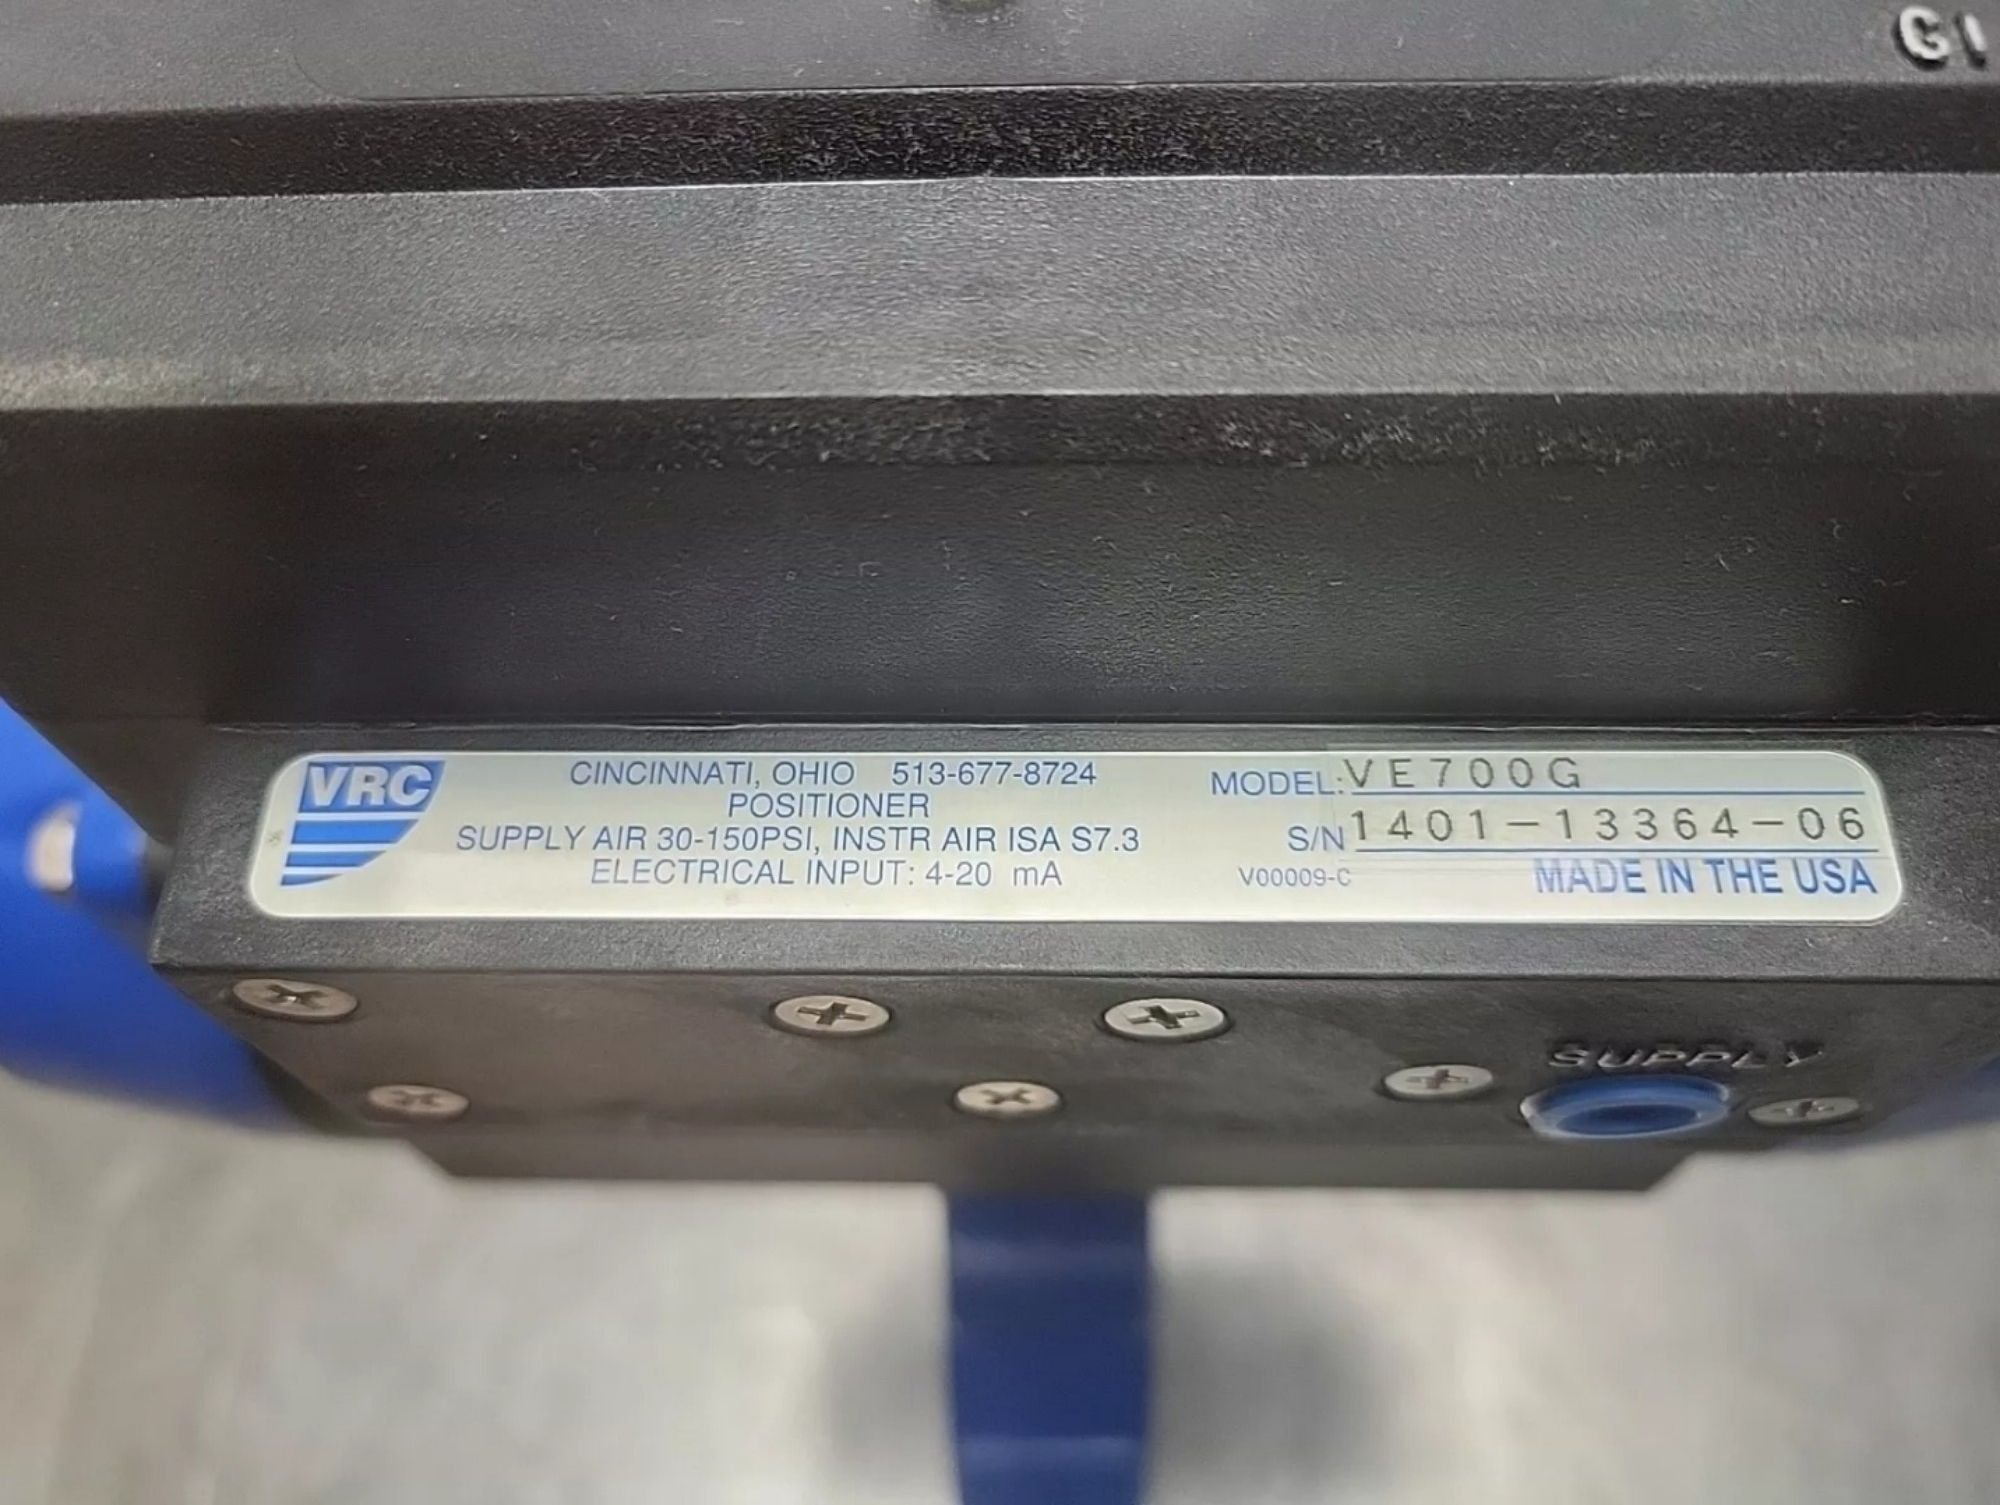 GI
VRC
CINCINNATI, OHIO 513-677-8724
POSITIONER
SUPPLY AIR 30-150PSI, INSTR AIR ISA S7.3
ELECTRICAL INPUT: 4-20 mA
MODEL: VE700G
S/N 1401-13364-06
V00009-C
MADE IN THE USA
SUPPLY